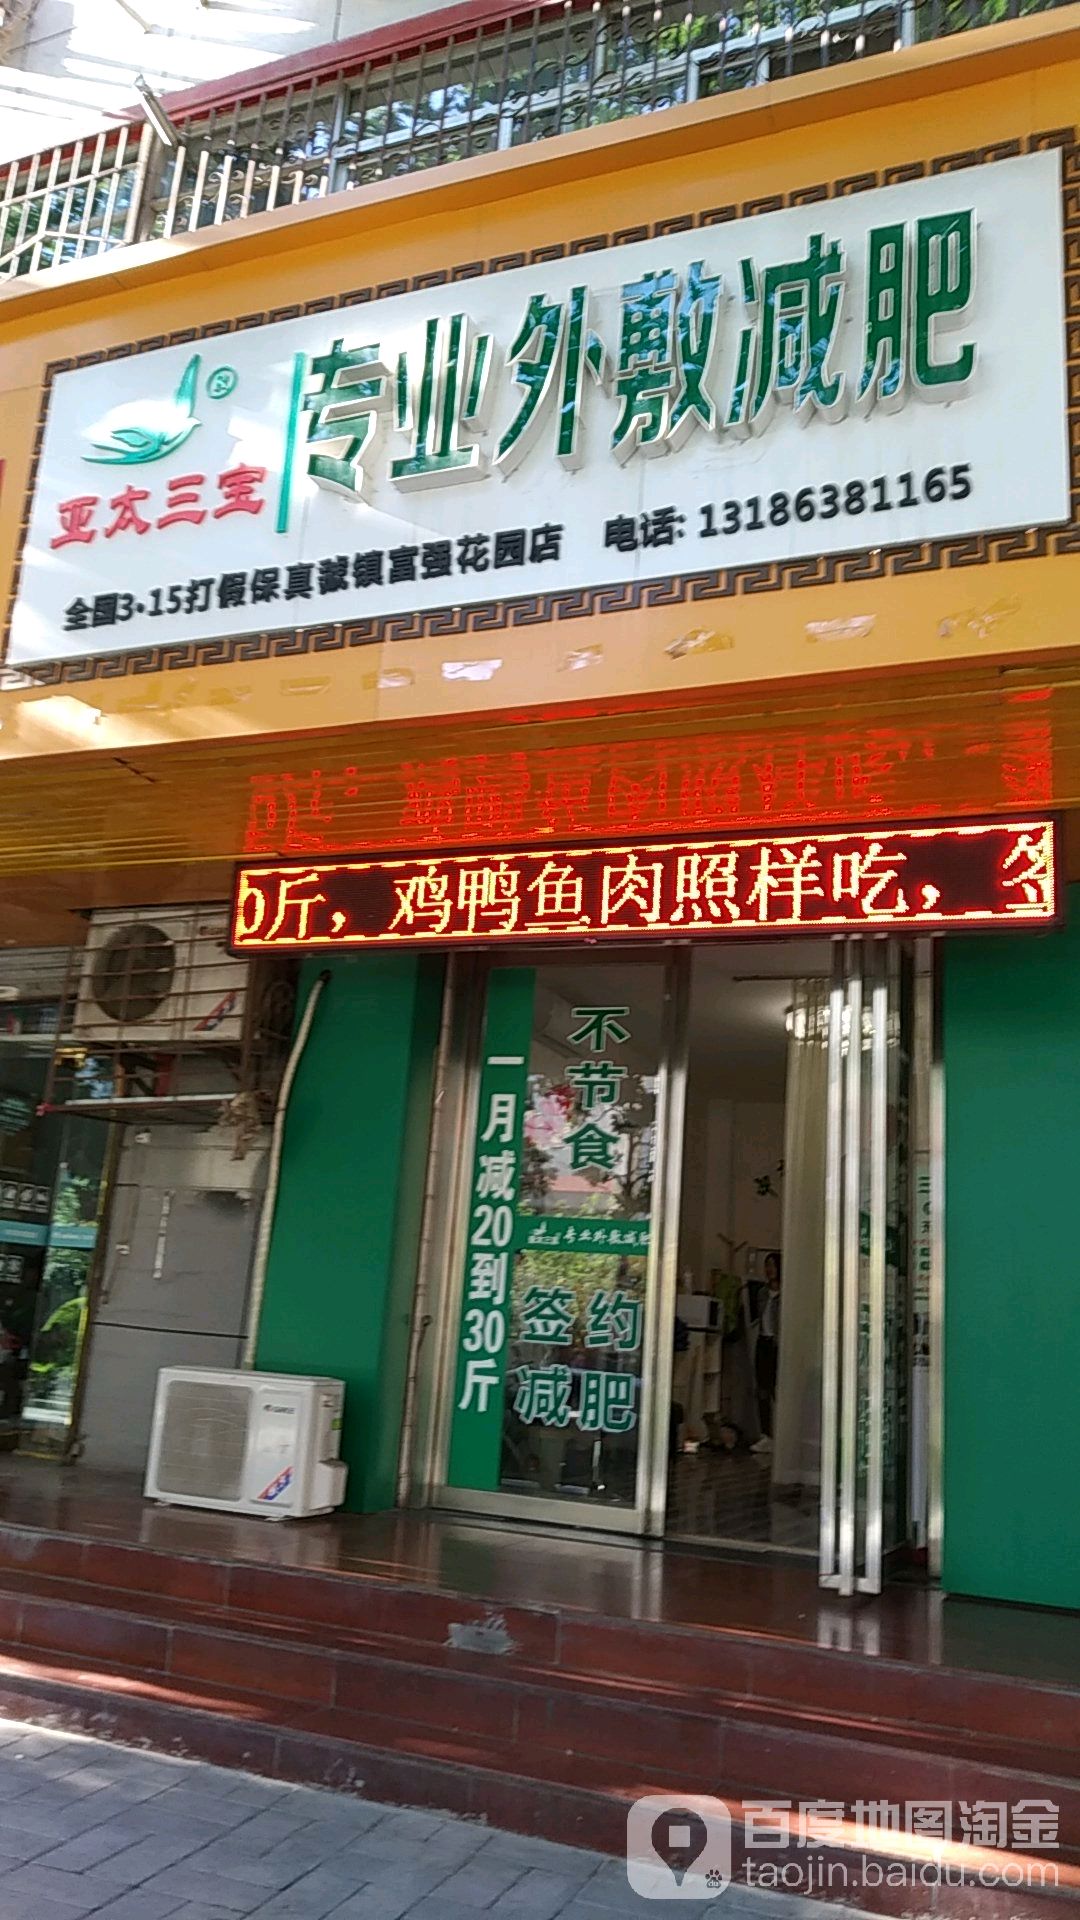 亚太三宝
专业外敷减肥
全国3·15打假保真虢镇富强花园店 电话: 13186381165
0斤，鸡鸭鱼肉照样吃，签
不节食
一月减20到30斤
专业外敷减肥
签约
减肥
百度地图淘金
taojin.baidu.com